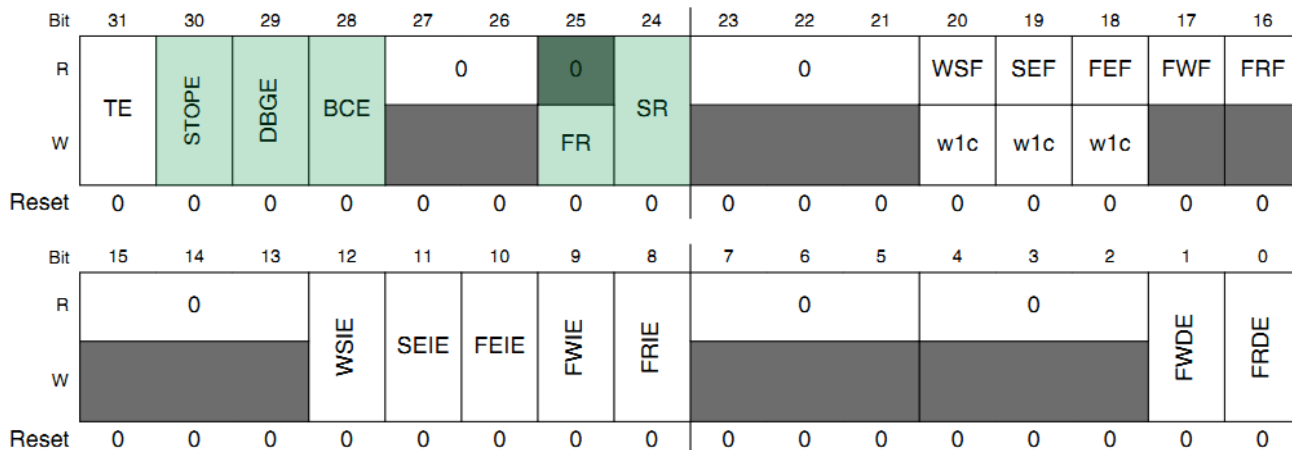 Bit 31 30 29 28 27 26 25 24 23 22 21 20 19 18 17 16
R 0 0 0 WSF SEF FEF FWF FRF
TE STOPE DBGE BCE SR
W FR w1c w1c w1c
Reset 0 0 0 0 0 0 0 0 0 0 0 0 0 0 0 0
Bit 15 14 13 12 11 10 9 8 7 6 5 4 3 2 1 0
R 0 0 0
WSIE SEIE FEIE FWIE FRIE FWDE FRDE
W
Reset 0 0 0 0 0 0 0 0 0 0 0 0 0 0 0 0